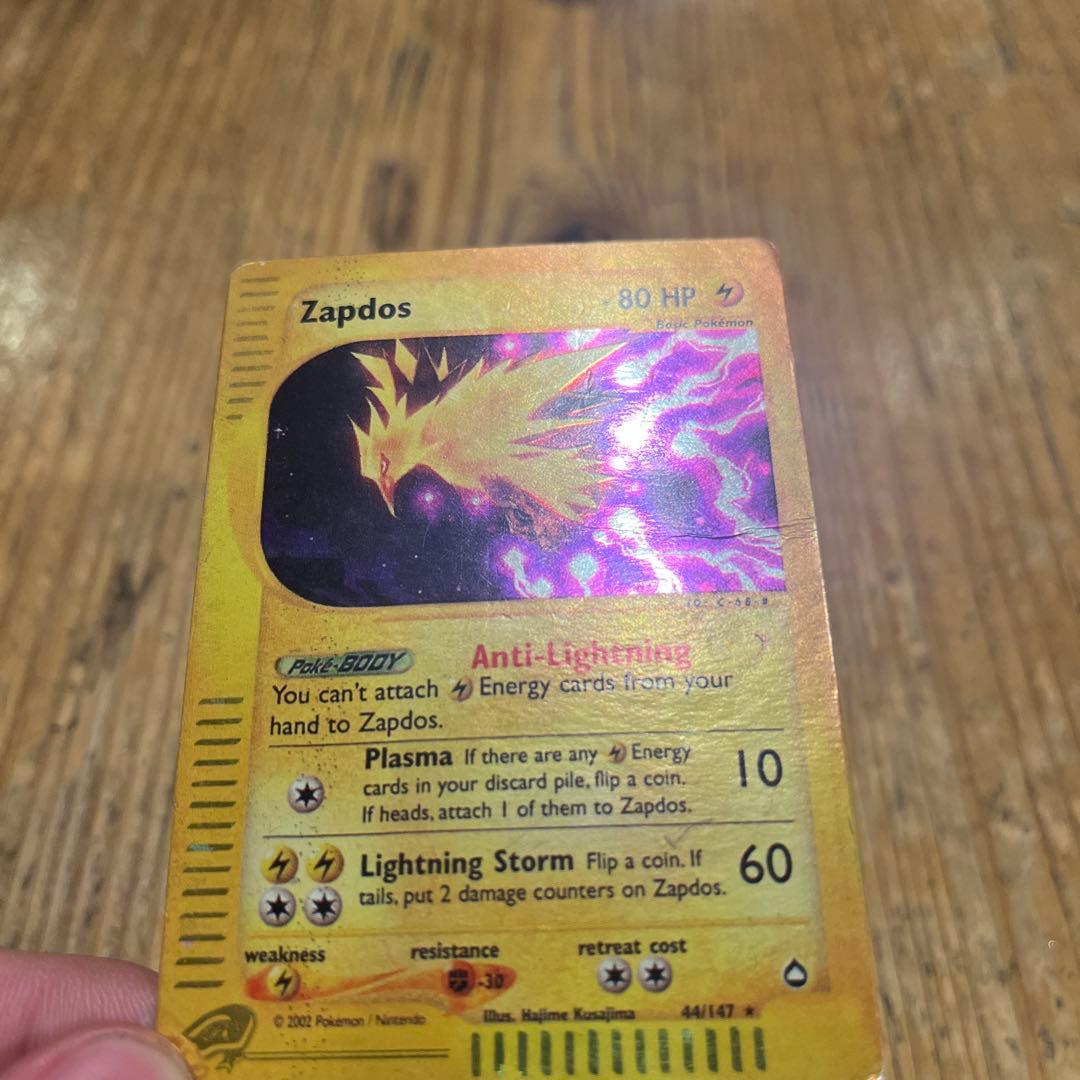 Zapdos 80 HP
Basic Pokémon
Poké-BODY Anti-Lightning
You can't attach Energy cards from your
hand to Zapdos.
Plasma If there are any Energy
cards in your discard pile, flip a coin.
If heads, attach 1 of them to Zapdos.
10
Lightning Storm Flip a coin. If
tails, put 2 damage counters on Zapdos.
60
weakness resistance retreat cost
-30
© 2002 Pokémon / Nintendo Illus. Hajime Kusajima 44/147